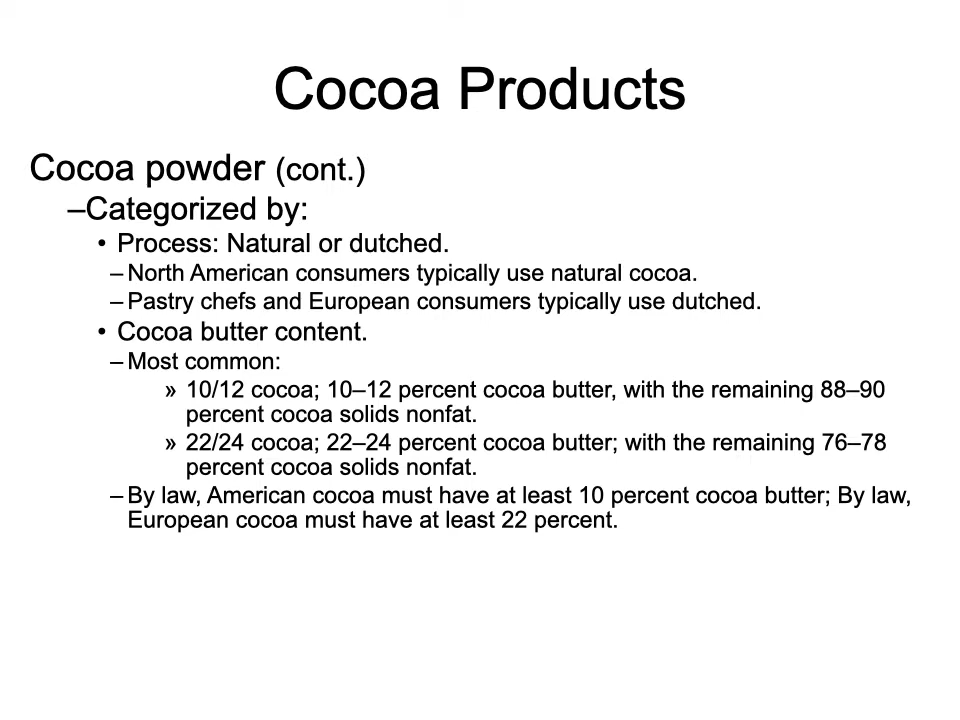 Cocoa Products
Cocoa powder (cont.)
–Categorized by:
• Process: Natural or dutched.
– North American consumers typically use natural cocoa.
– Pastry chefs and European consumers typically use dutched.
• Cocoa butter content.
– Most common:
» 10/12 cocoa; 10–12 percent cocoa butter, with the remaining 88–90
percent cocoa solids nonfat.
» 22/24 cocoa; 22–24 percent cocoa butter; with the remaining 76–78
percent cocoa solids nonfat.
– By law, American cocoa must have at least 10 percent cocoa butter; By law,
European cocoa must have at least 22 percent.